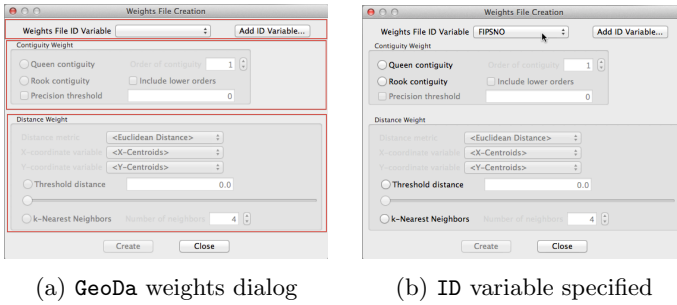 Weights File Creation
Weights File ID Variable Add ID Variable...
Contiguity Weight
Queen contiguity Order of contiguity 1
Rook contiguity Include lower orders
Precision threshold 0
Distance Weight
Distance metric <Euclidean Distance>
X-coordinate variable <X-Centroids>
Y-coordinate variable <Y-Centroids>
Threshold distance 0.0
k-Nearest Neighbors Number of neighbors 4
Create Close
(a) GeoDa weights dialog
Weights File Creation
Weights File ID Variable FIPSNO Add ID Variable...
Contiguity Weight
Queen contiguity Order of contiguity 1
Rook contiguity Include lower orders
Precision threshold 0
Distance Weight
Distance metric <Euclidean Distance>
X-coordinate variable <X-Centroids>
Y-coordinate variable <Y-Centroids>
Threshold distance 0.0
k-Nearest Neighbors Number of neighbors 4
Create Close
(b) ID variable specified